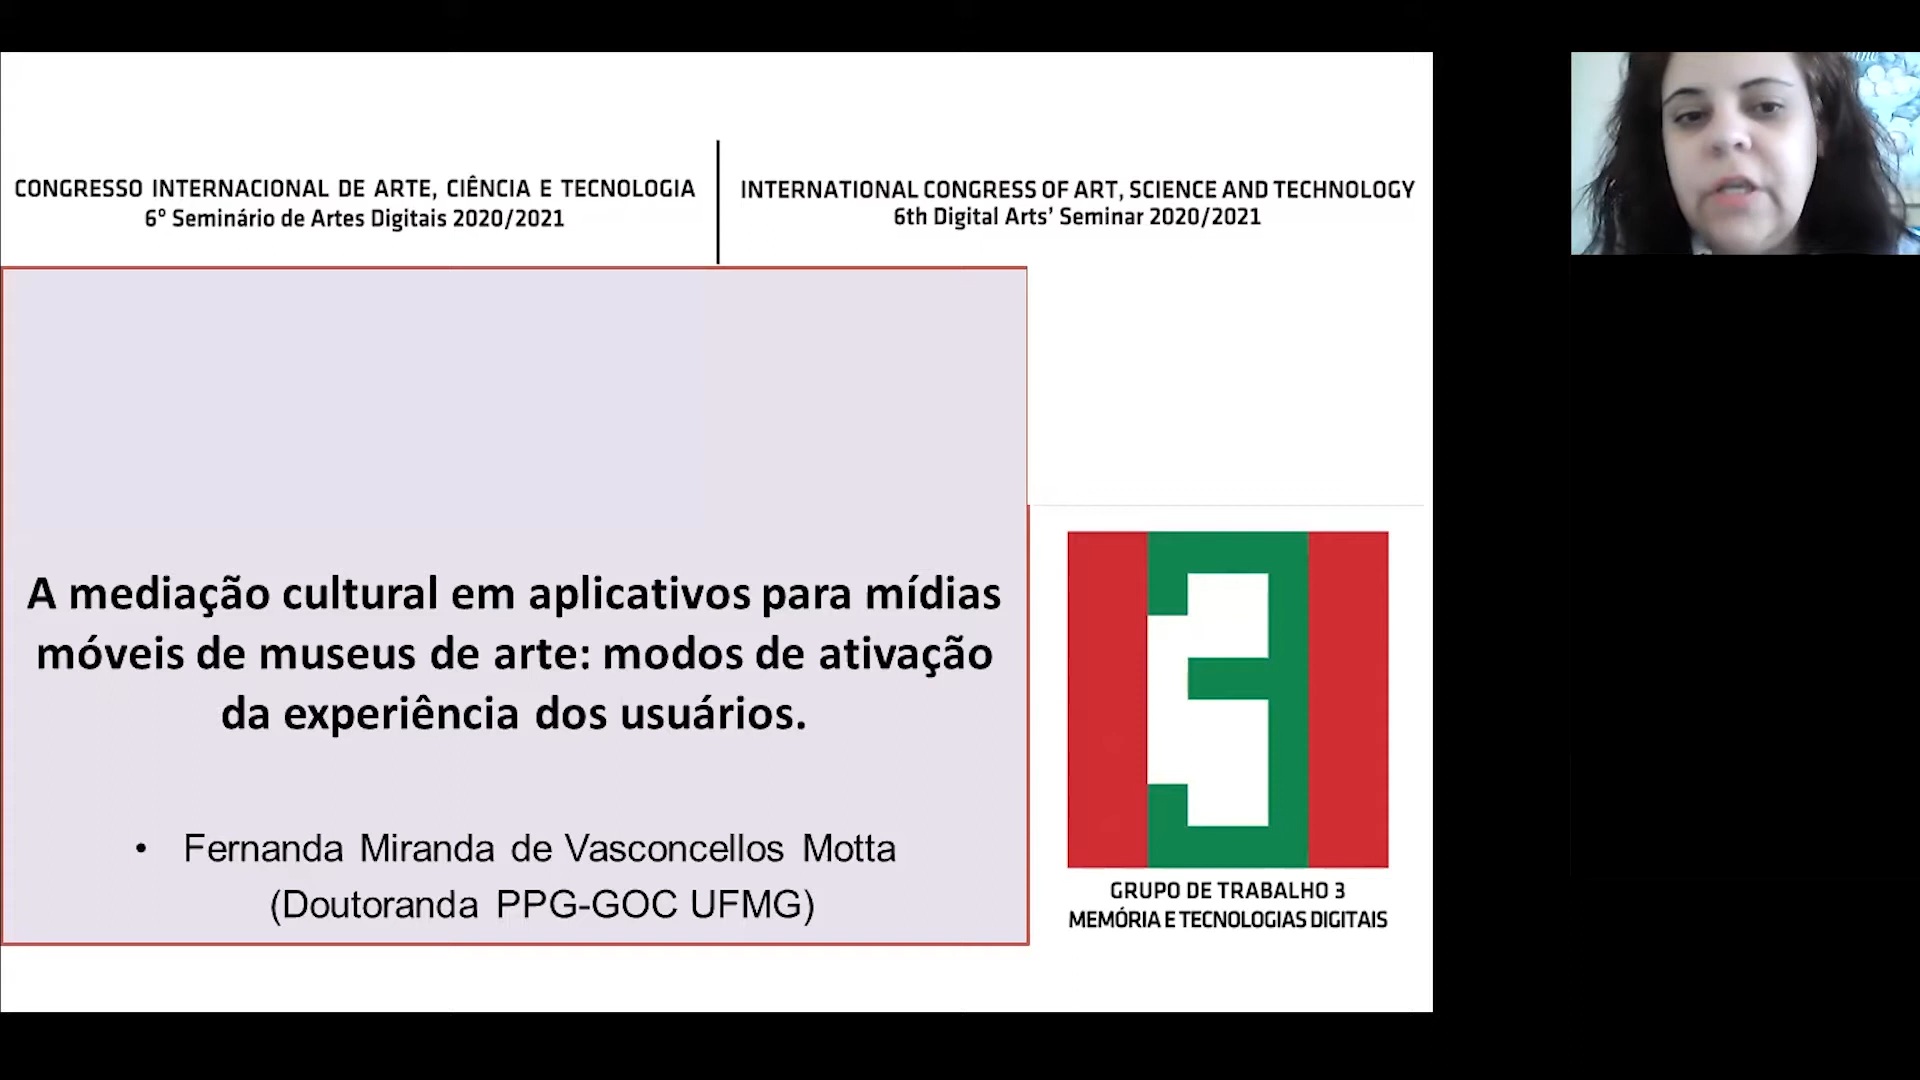 CONGRESSO INTERNACIONAL DE ARTE, CIÊNCIA E TECNOLOGIA
6º Seminário de Artes Digitais 2020/2021
INTERNATIONAL CONGRESS OF ART, SCIENCE AND TECHNOLOGY
6th Digital Arts' Seminar 2020/2021
A mediação cultural em aplicativos para mídias
móveis de museus de arte: modos de ativação
da experiência dos usuários.
• Fernanda Miranda de Vasconcellos Motta
(Doutoranda PPG-GOC UFMG)
3
GRUPO DE TRABALHO 3
MEMÓRIA E TECNOLOGIAS DIGITAIS